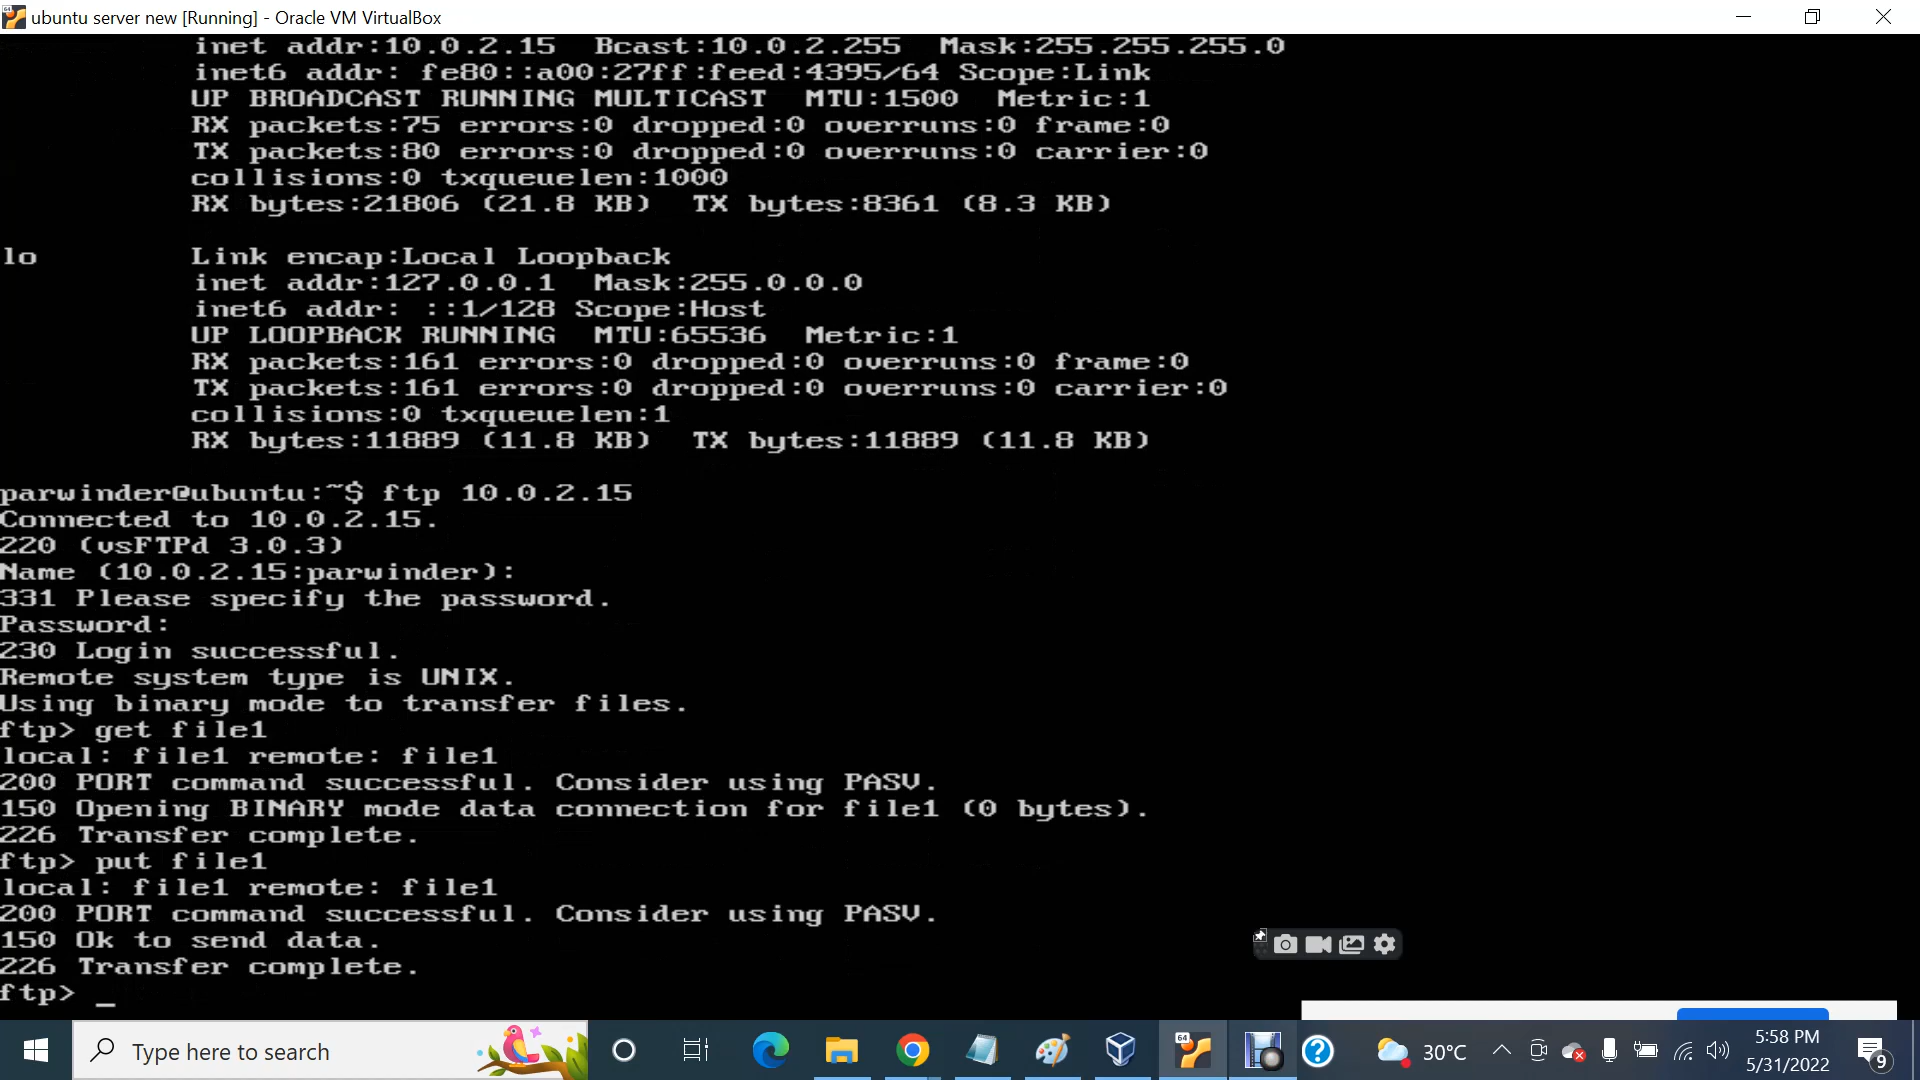 ubuntu server new [Running] - Oracle VM VirtualBox
inet addr:10.0.2.15  Bcast:10.0.2.255  Mask:255.255.255.0
inet6 addr: fe80::a00:27ff:feed:4395/64 Scope:Link
UP BROADCAST RUNNING MULTICAST  MTU:1500  Metric:1
RX packets:75 errors:0 dropped:0 overruns:0 frame:0
TX packets:80 errors:0 dropped:0 overruns:0 carrier:0
collisions:0 txqueuelen:1000
RX bytes:21806 (21.8 KB)  TX bytes:8361 (8.3 KB)
lo        Link encap:Local Loopback
inet addr:127.0.0.1  Mask:255.0.0.0
inet6 addr: ::1/128 Scope:Host
UP LOOPBACK RUNNING  MTU:65536  Metric:1
RX packets:161 errors:0 dropped:0 overruns:0 frame:0
TX packets:161 errors:0 dropped:0 overruns:0 carrier:0
collisions:0 txqueuelen:1
RX bytes:11889 (11.8 KB)  TX bytes:11889 (11.8 KB)
parwinder@ubuntu:~$ ftp 10.0.2.15
Connected to 10.0.2.15.
220 (vsFTPd 3.0.3)
Name (10.0.2.15:parwinder):
331 Please specify the password.
Password:
230 Login successful.
Remote system type is UNIX.
Using binary mode to transfer files.
ftp> get file1
local: file1 remote: file1
200 PORT command successful. Consider using PASV.
150 Opening BINARY mode data connection for file1 (0 bytes).
226 Transfer complete.
ftp> put file1
local: file1 remote: file1
200 PORT command successful. Consider using PASV.
150 Ok to send data.
226 Transfer complete.
ftp> _
Type here to search
64
30°C
5:58 PM
5/31/2022
9